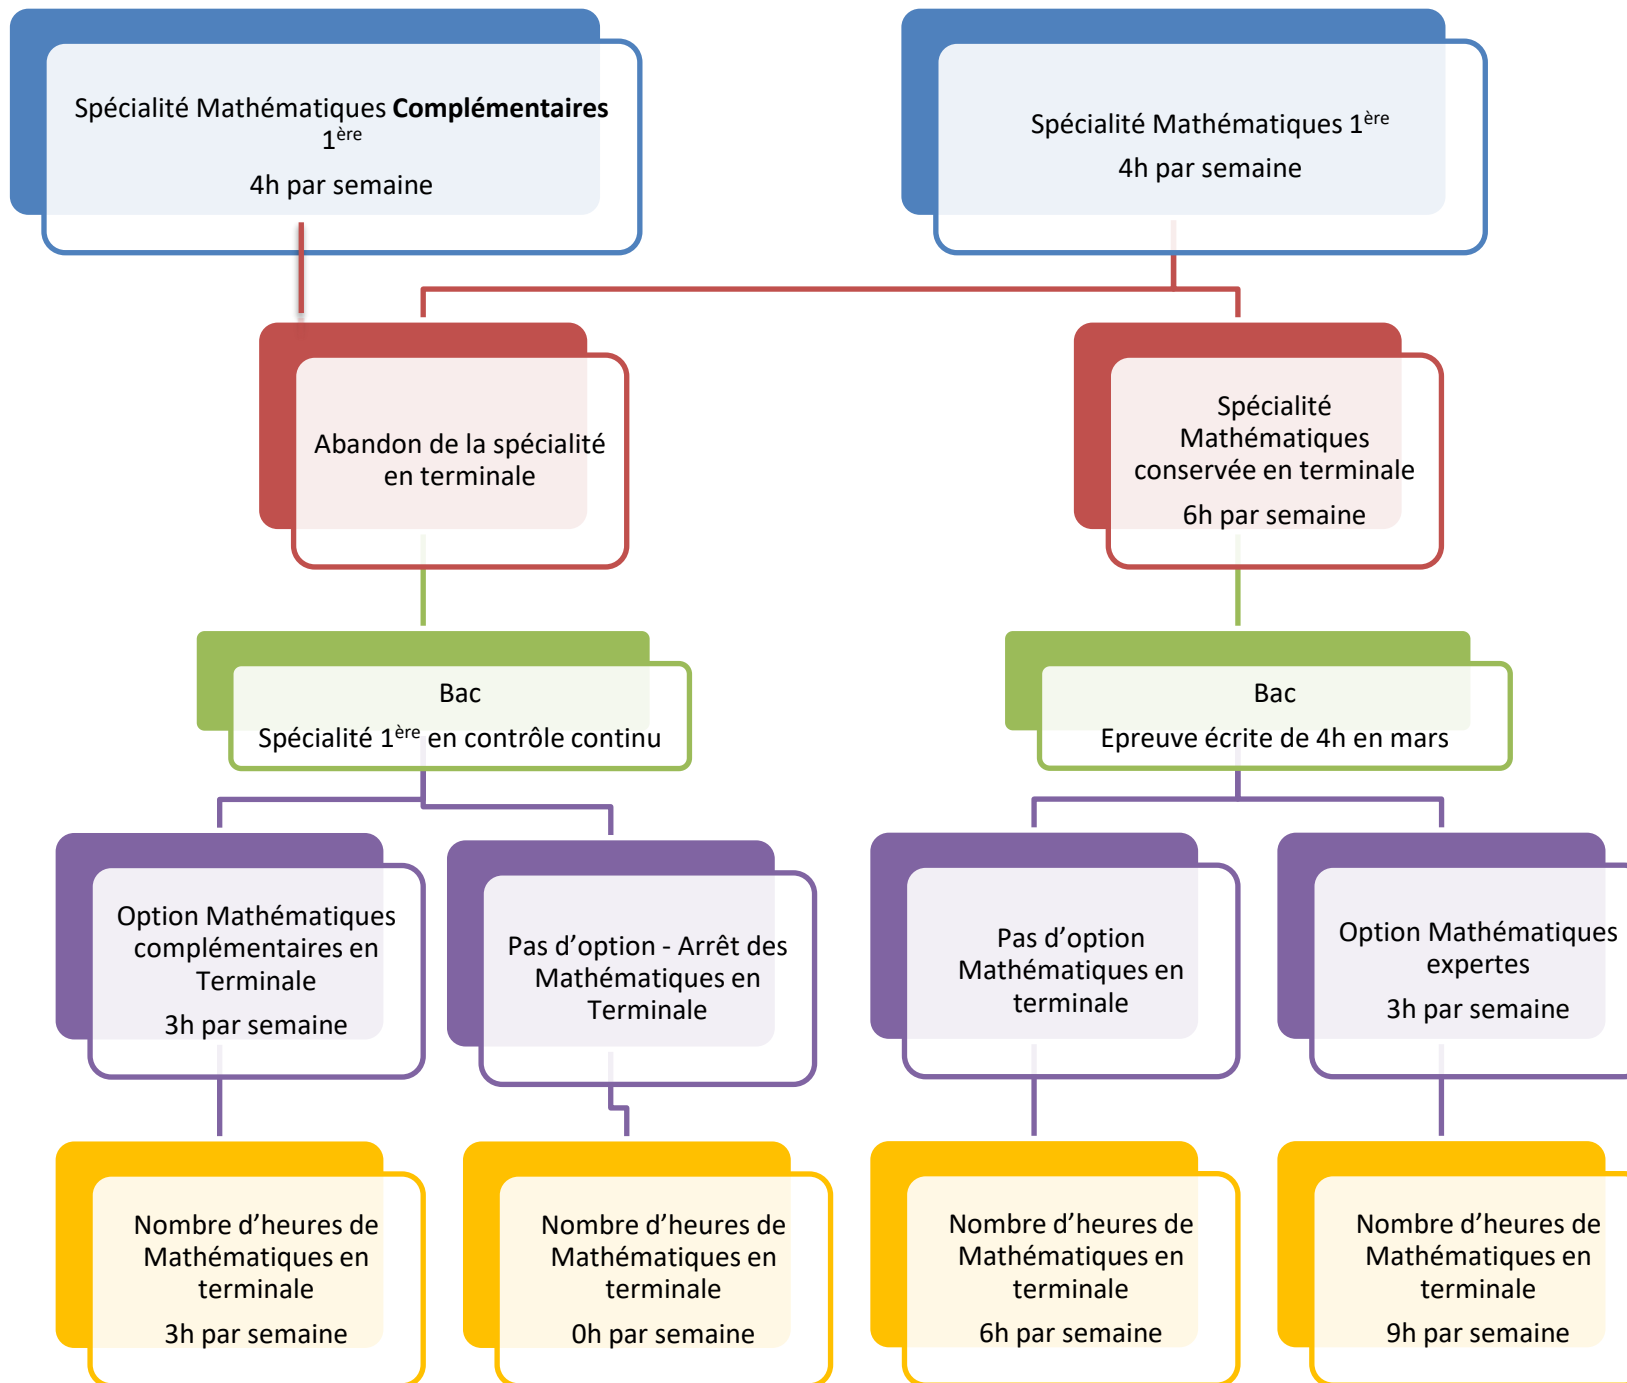 Spécialité Mathématiques Complémentaires
1ère
4h par semaine
Spécialité Mathématiques 1ère
4h par semaine
Abandon de la spécialité
en terminale
Spécialité
Mathématiques
conservée en terminale
6h par semaine
Bac
Spécialité 1ère en contrôle continu
Bac
Epreuve écrite de 4h en mars
Option Mathématiques
complémentaires en
Terminale
3h par semaine
Pas d’option - Arrêt des
Mathématiques en
Terminale
Pas d’option
Mathématiques en
terminale
Option Mathématiques
expertes
3h par semaine
Nombre d’heures de
Mathématiques en
terminale
3h par semaine
Nombre d’heures de
Mathématiques en
terminale
0h par semaine
Nombre d’heures de
Mathématiques en
terminale
6h par semaine
Nombre d’heures de
Mathématiques en
terminale
9h par semaine